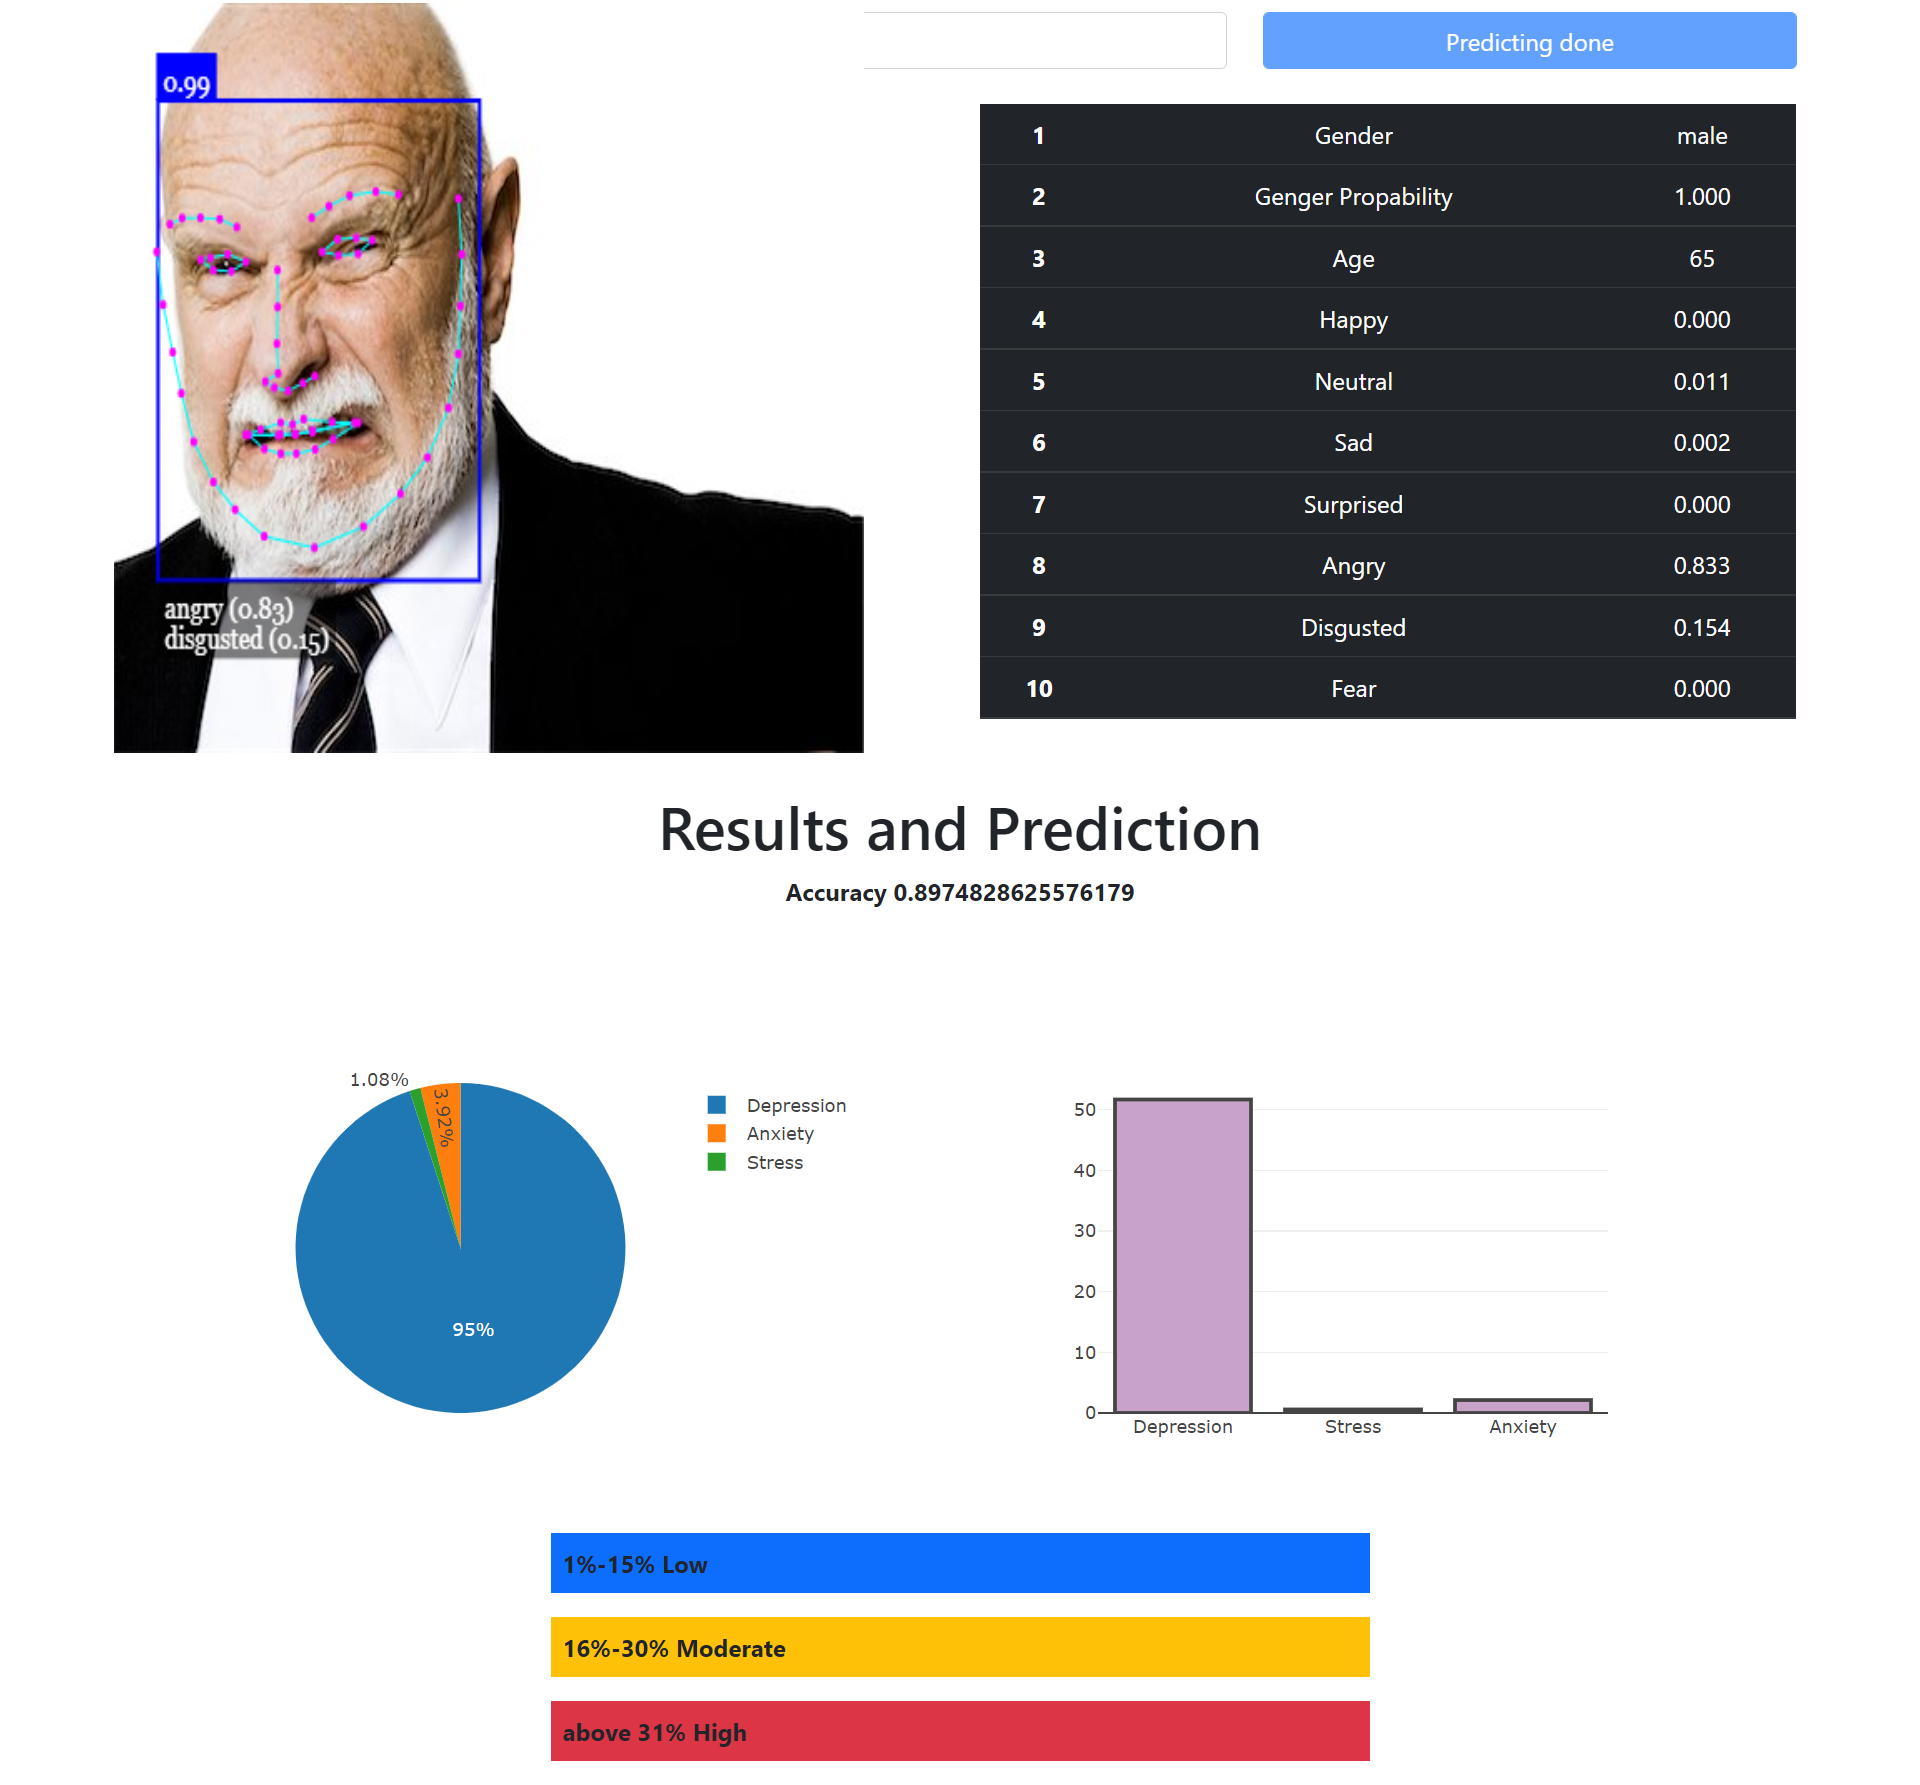 0.99
angry (0.83)
disgusted (0.15)
Predicting done
1 Gender male
2 Genger Propability 1.000
3 Age 65
4 Happy 0.000
5 Neutral 0.011
6 Sad 0.002
7 Surprised 0.000
8 Angry 0.833
9 Disgusted 0.154
10 Fear 0.000
Results and Prediction
Accuracy 0.8974828625576179
1.08%
3.92%
95%
Depression
Anxiety
Stress
50
40
30
20
10
0
Depression Stress Anxiety
1%-15% Low
16%-30% Moderate
above 31% High